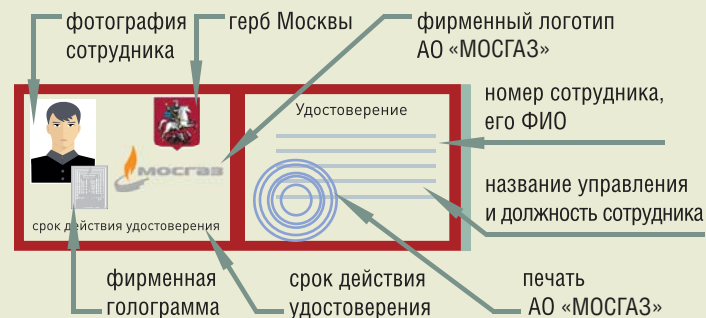 фотография
сотрудника
герб Москвы
фирменный логотип
АО «МОСГАЗ»
номер сотрудника,
его ФИО
Удостоверение
мосгаз
название управления
и должность сотрудника
срок действия удостоверения
фирменная
голограмма
срок действия
удостоверения
печать
АО «МОСГАЗ»